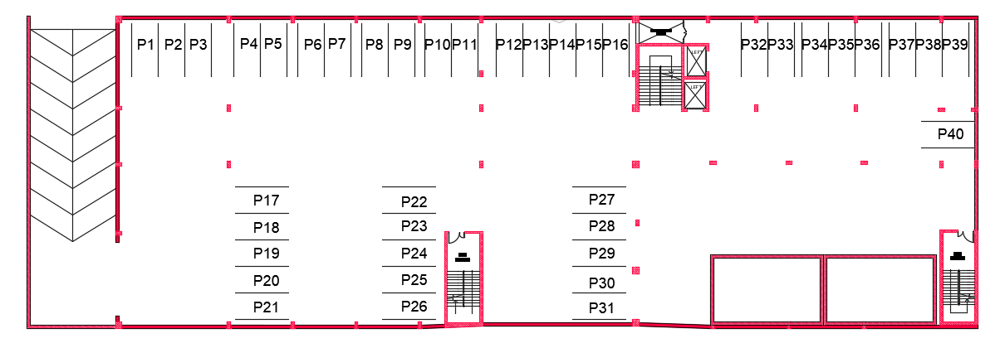 P1 P2 P3 P4 P5 P6 P7 P8 P9 P10 P11 P12 P13 P14 P15 P16 P32 P33 P34 P35 P36 P37 P38 P39
LEFT
LEFT
P40
P17 P22 P27
P18 P23 P28
P19 P24 P29
P20 P25 P30
P21 P26 P31